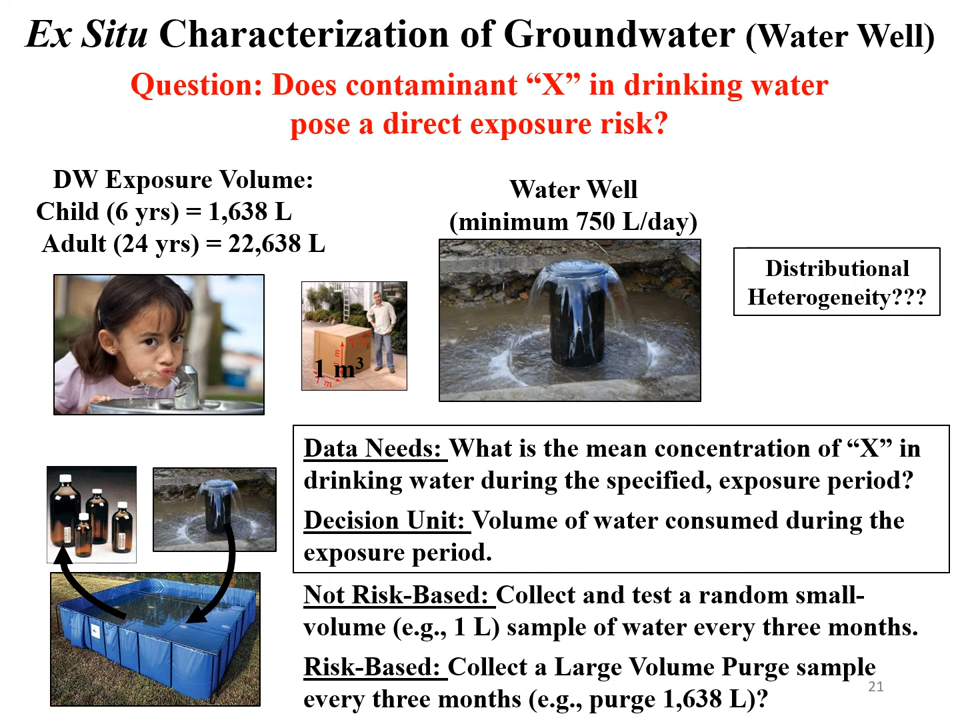 Ex Situ Characterization of Groundwater (Water Well)
Question: Does contaminant “X” in drinking water
pose a direct exposure risk?
DW Exposure Volume:
Child (6 yrs) = 1,638 L
Adult (24 yrs) = 22,638 L
Water Well
(minimum 750 L/day)
Distributional
Heterogeneity???
1 m³
m
1 m
Data Needs: What is the mean concentration of “X” in
drinking water during the specified, exposure period?
Decision Unit: Volume of water consumed during the
exposure period.
Not Risk-Based: Collect and test a random small-
volume (e.g., 1 L) sample of water every three months.
Risk-Based: Collect a Large Volume Purge sample
every three months (e.g., purge 1,638 L)?
21